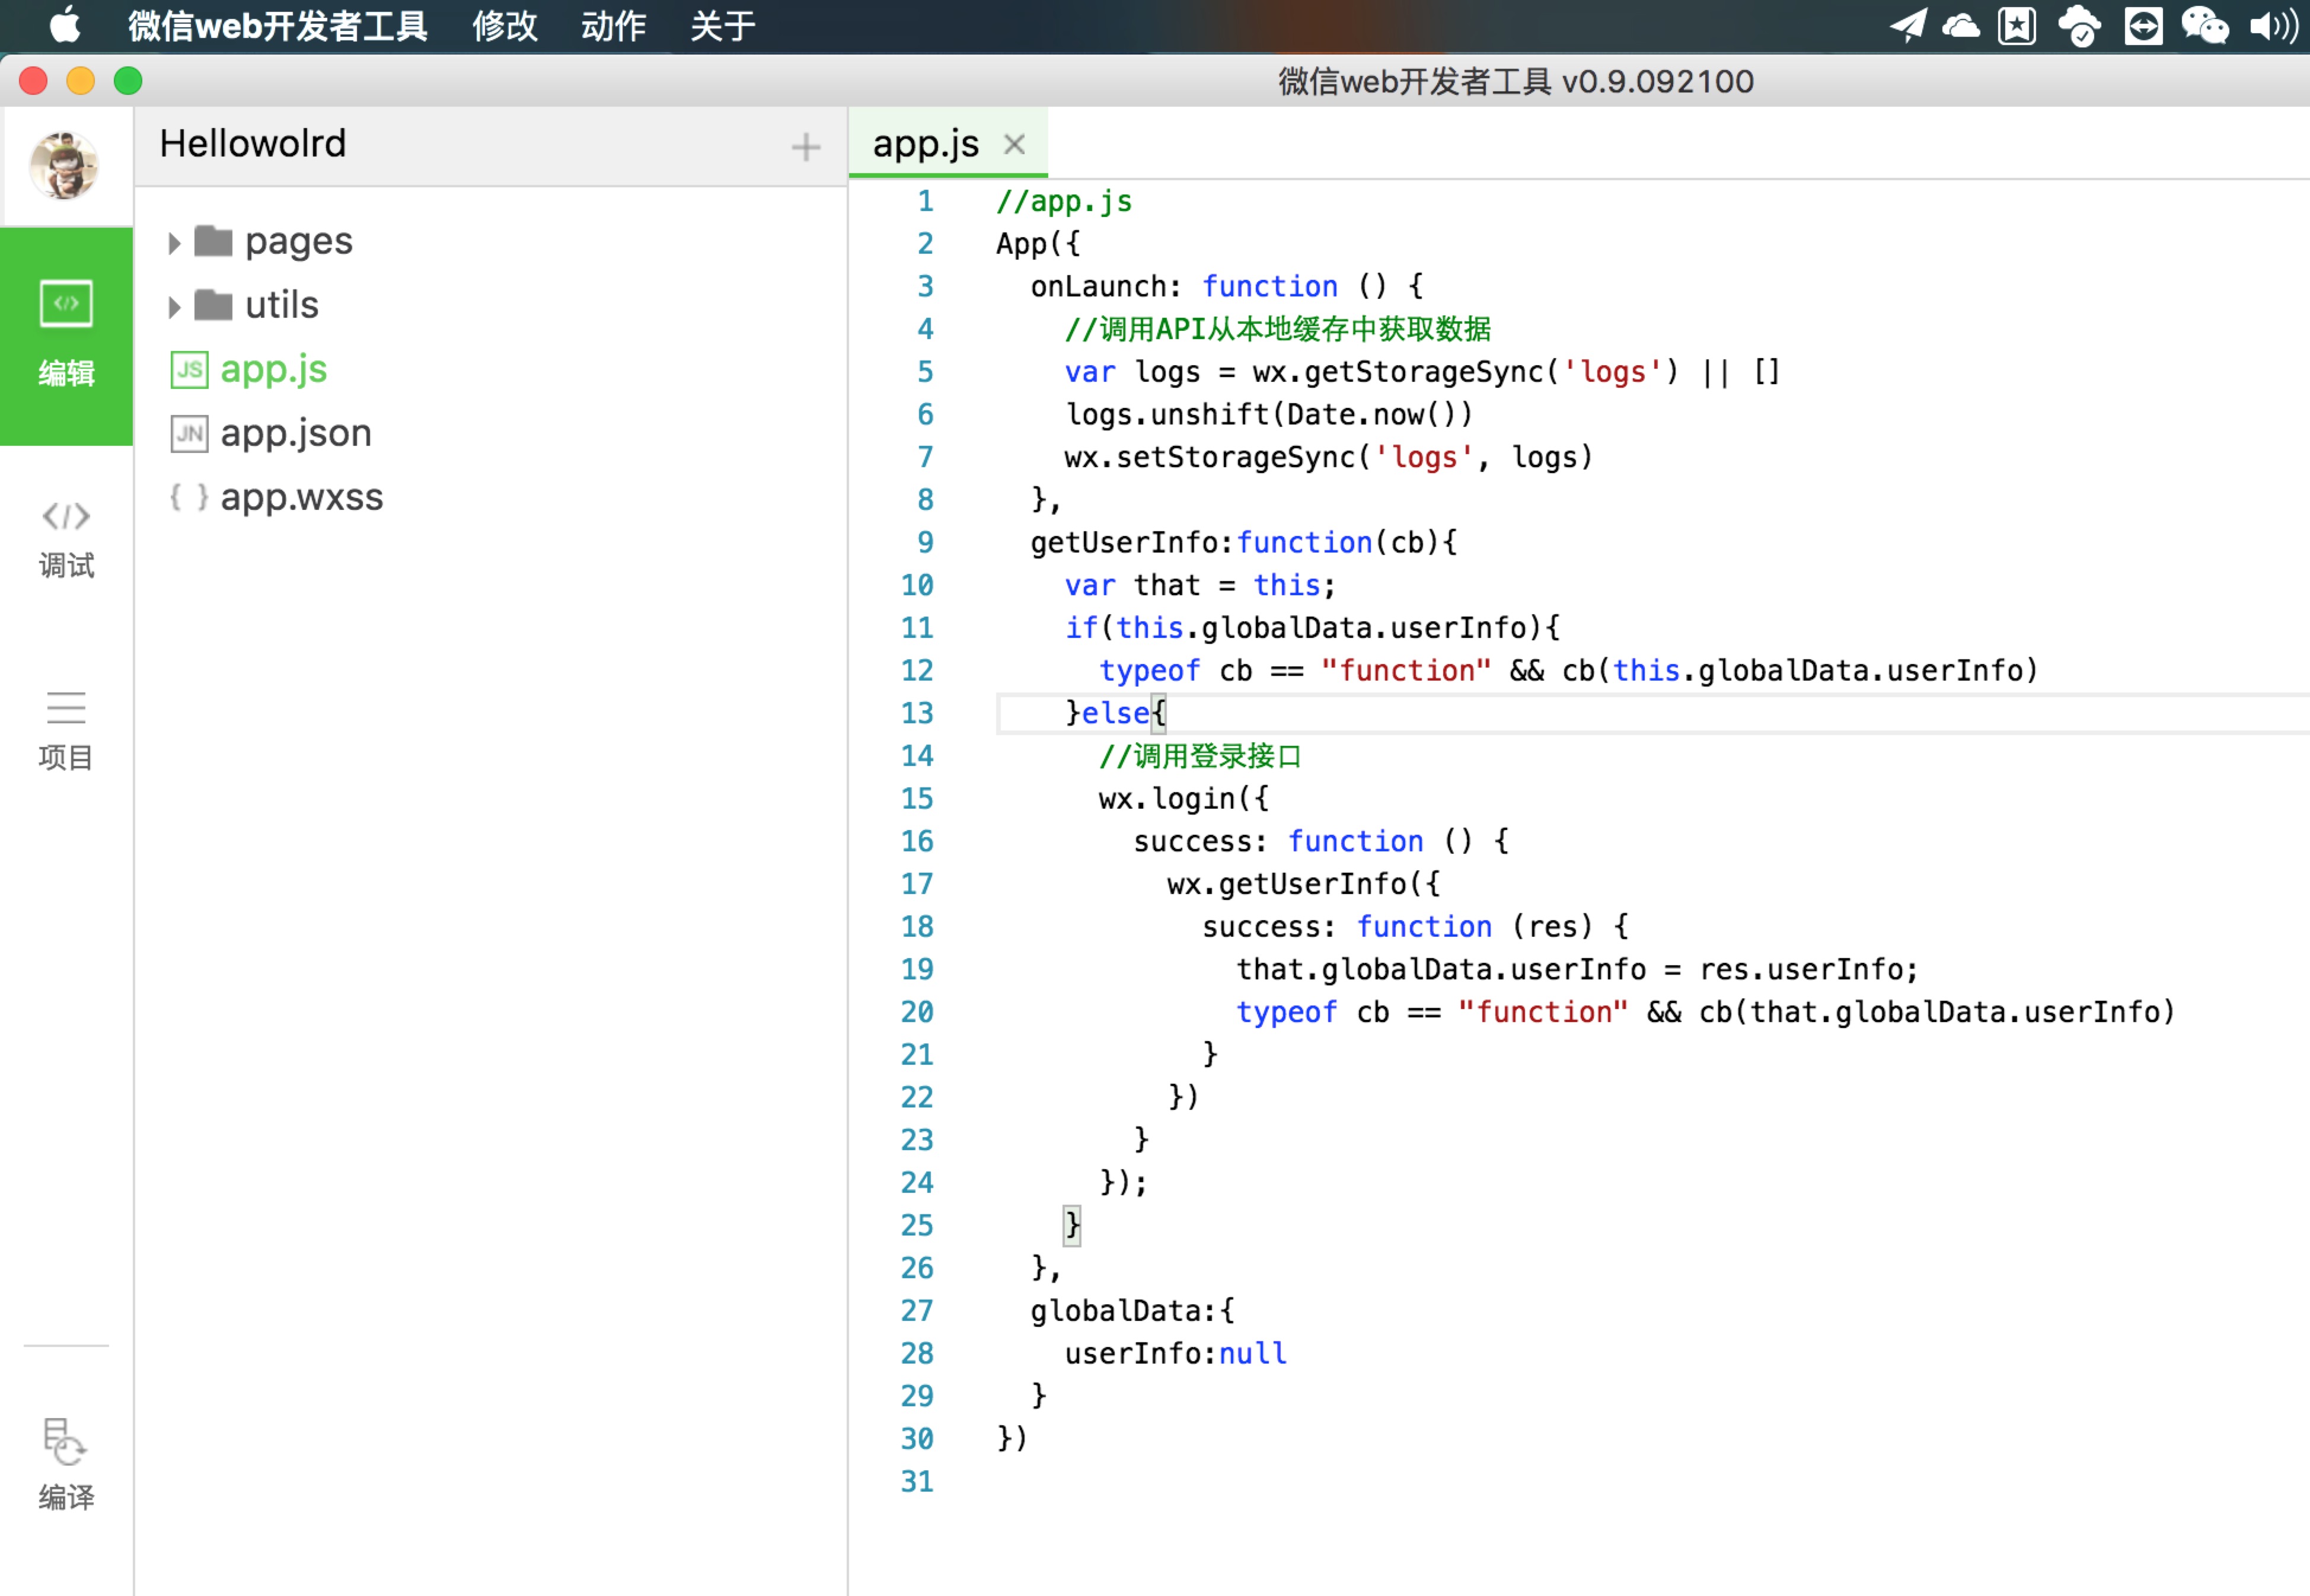 微信web开发者工具 修改 动作 关于
微信web开发者工具 v0.9.092100
Hellowolrd
app.js
编辑
调试
项目
编译
pages
utils
JS app.js
JN app.json
{ } app.wxss
1 //app.js
2 App({
3   onLaunch: function () {
4     //调用API从本地缓存中获取数据
5     var logs = wx.getStorageSync('logs') || []
6     logs.unshift(Date.now())
7     wx.setStorageSync('logs', logs)
8   },
9   getUserInfo:function(cb){
10     var that = this;
11     if(this.globalData.userInfo){
12       typeof cb == "function" && cb(this.globalData.userInfo)
13     }else{
14       //调用登录接口
15       wx.login({
16         success: function () {
17           wx.getUserInfo({
18             success: function (res) {
19               that.globalData.userInfo = res.userInfo;
20               typeof cb == "function" && cb(that.globalData.userInfo)
21             }
22           })
23         }
24       });
25     }
26   },
27   globalData:{
28     userInfo:null
29   }
30 })
31